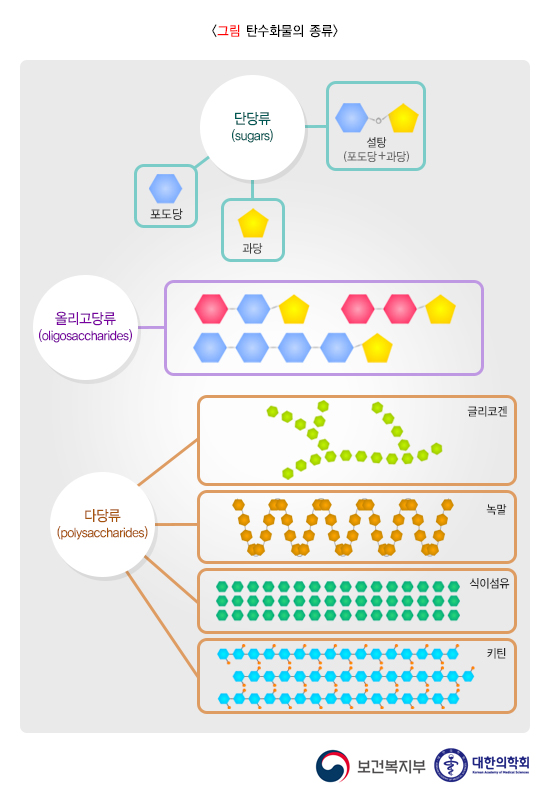 <그림 탄수화물의 종류>
단당류
(sugars)
설탕
(포도당+과당)
포도당
과당
올리고당류
(oligosaccharides)
글리코겐
녹말
다당류
(polysaccharides)
식이섬유
키틴
보건복지부
대한의학회
Korean Academy of Medical Sciences